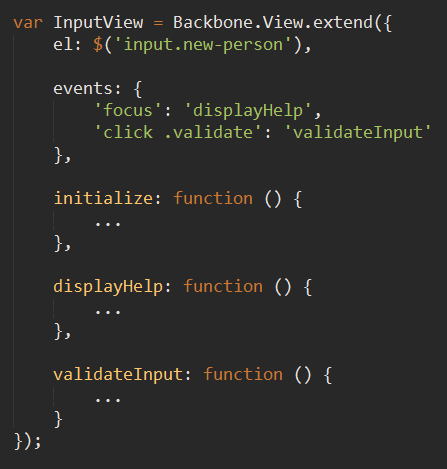 var InputView = Backbone.View.extend({
    el: $('input.new-person'),

    events: {
        'focus': 'displayHelp',
        'click .validate': 'validateInput'
    },

    initialize: function () {
        ...
    },

    displayHelp: function () {
        ...
    },

    validateInput: function () {
        ...
    }
});